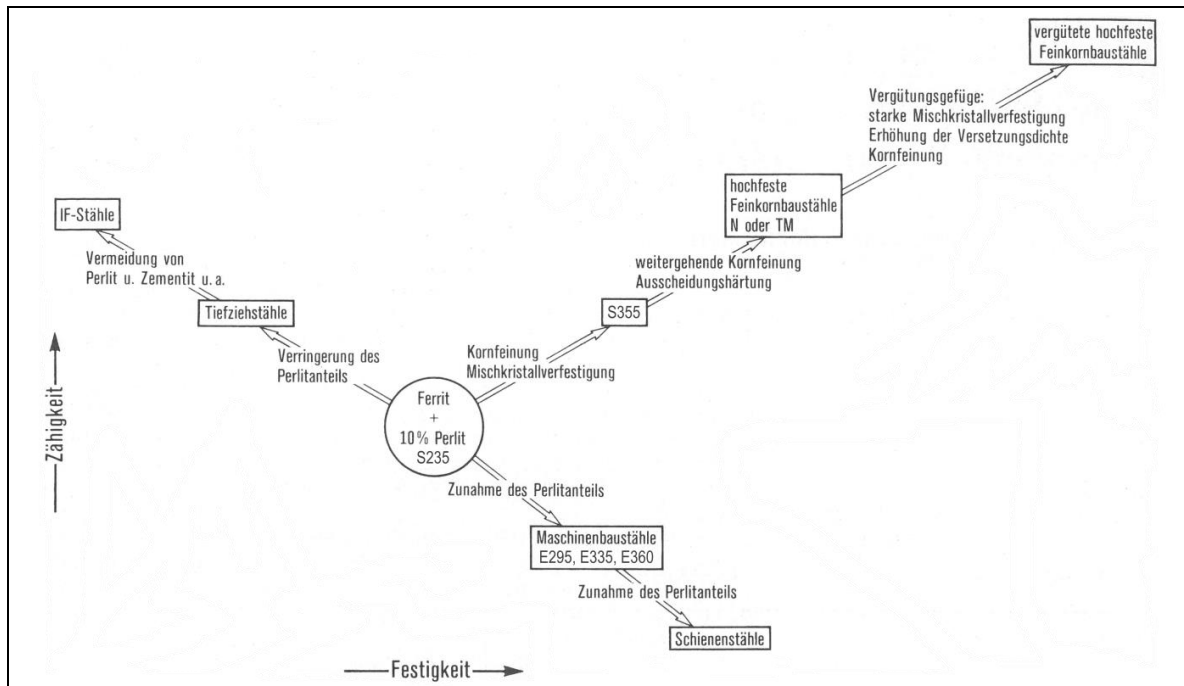 vergütete hochfeste
Feinkornbaustähle
Vergütungsgefüge:
starke Mischkristallverfestigung
Erhöhung der Versetzungsdichte
Kornfeinung
hochfeste
Feinkornbaustähle
N oder TM
IF-Stähle
Vermeidung von
Perlit u. Zementit u. a.
weitergehende Kornfeinung
Ausscheidungshärtung
Tiefziehstähle
S355
Verringerung des
Perlitanteils
Kornfeinung
Mischkristallverfestigung
Ferrit
+
10% Perlit
S235
Zähigkeit
Zunahme des Perlitanteils
Maschinenbaustähle
E295, E335, E360
Zunahme des Perlitanteils
Schienenstähle
Festigkeit